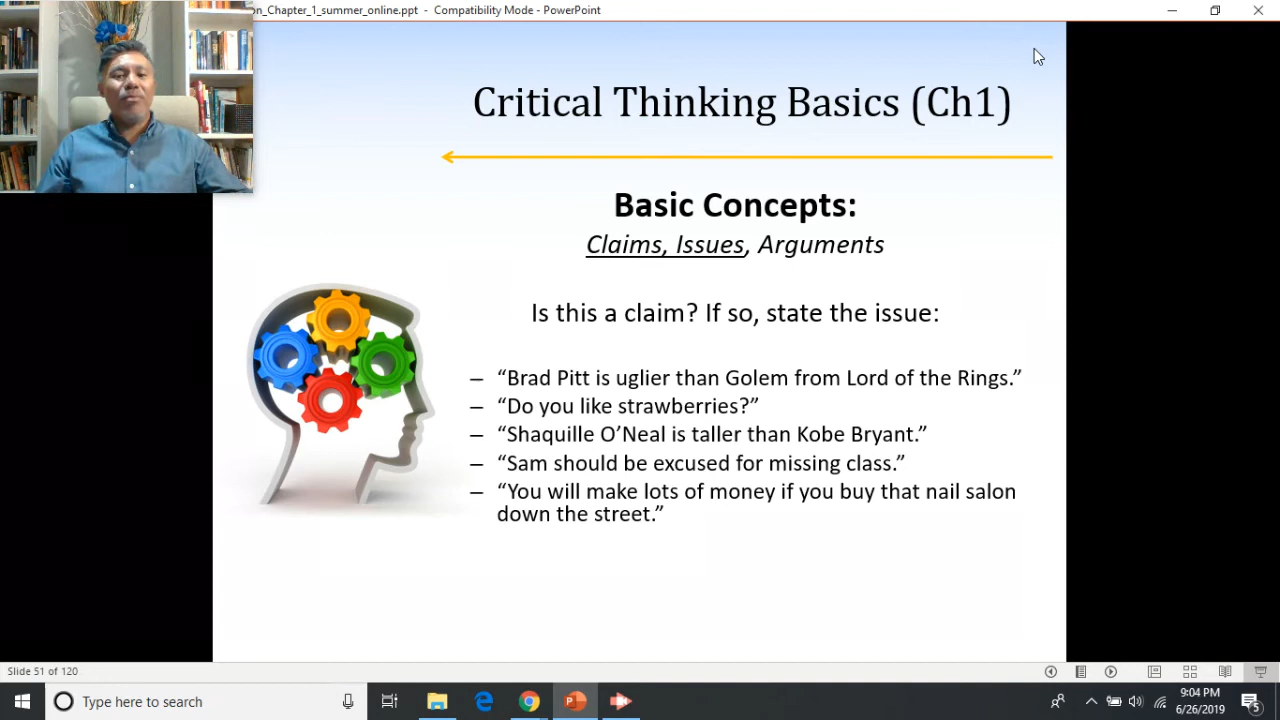 on_Chapter_1_summer_online.ppt - Compatibility Mode - PowerPoint
Critical Thinking Basics (Ch1)
Basic Concepts:
Claims, Issues, Arguments
Is this a claim? If so, state the issue:
– “Brad Pitt is uglier than Golem from Lord of the Rings.”
– “Do you like strawberries?”
– “Shaquille O’Neal is taller than Kobe Bryant.”
– “Sam should be excused for missing class.”
– “You will make lots of money if you buy that nail salon
down the street.”
Slide 51 of 120
Type here to search
9:04 PM
6/26/2019
5